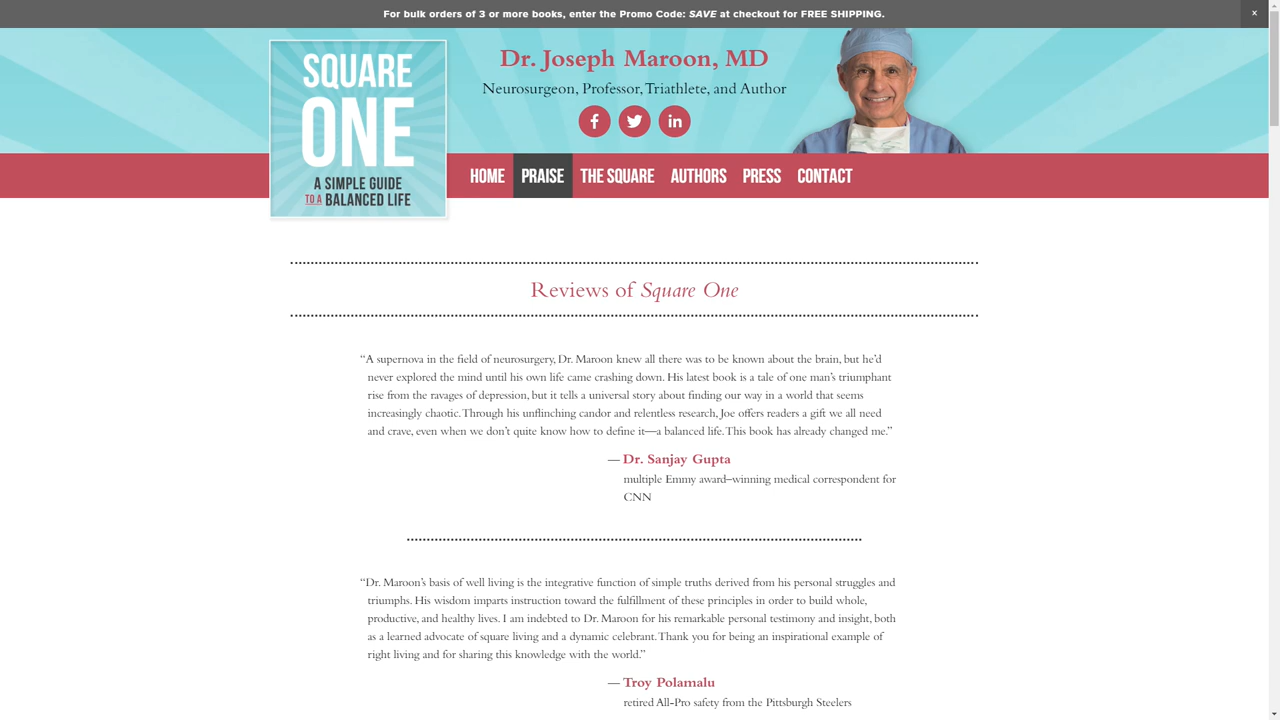 For bulk orders of 3 or more books, enter the Promo Code: SAVE at checkout for FREE SHIPPING.
×
SQUARE
ONE
A SIMPLE GUIDE
TO A BALANCED LIFE
Dr. Joseph Maroon, MD
Neurosurgeon, Professor, Triathlete, and Author
HOME PRAISE THE SQUARE AUTHORS PRESS CONTACT
Reviews of Square One
“A supernova in the field of neurosurgery, Dr. Maroon knew all there was to be known about the brain, but he’d
never explored the mind until his own life came crashing down. His latest book is a tale of one man’s triumphant
rise from the ravages of depression, but it tells a universal story about finding our way in a world that seems
increasingly chaotic. Through his unflinching candor and relentless research, Joe offers readers a gift we all need
and crave, even when we don’t quite know how to define it—a balanced life. This book has already changed me.”
— Dr. Sanjay Gupta
multiple Emmy award–winning medical correspondent for
CNN
“Dr. Maroon’s basis of well living is the integrative function of simple truths derived from his personal struggles and
triumphs. His wisdom imparts instruction toward the fulfillment of these principles in order to build whole,
productive, and healthy lives. I am indebted to Dr. Maroon for his remarkable personal testimony and insight, both
as a learned advocate of square living and a dynamic celebrant. Thank you for being an inspirational example of
right living and for sharing this knowledge with the world.”
— Troy Polamalu
retired All-Pro safety from the Pittsburgh Steelers